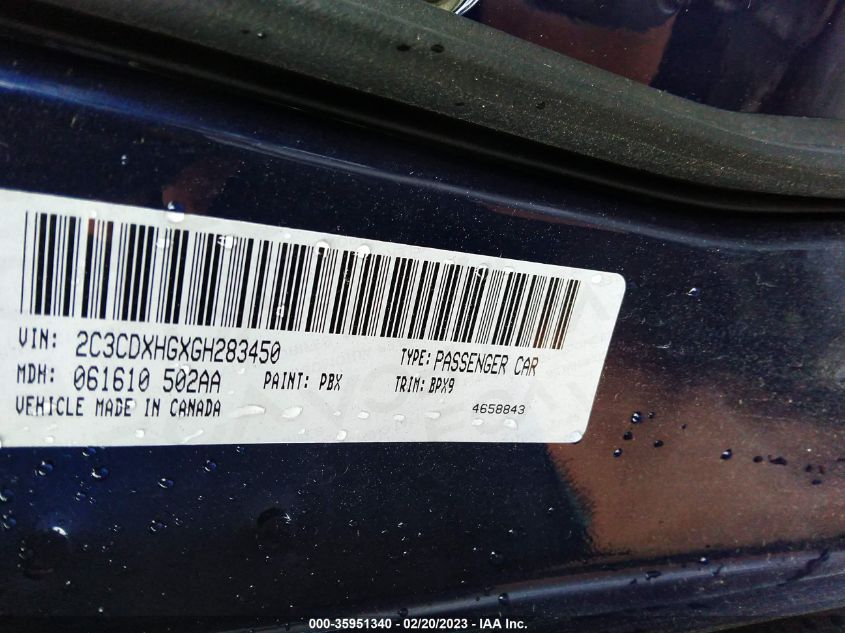 VIN: 2C3CDXHGXGH283450 TYPE: PASSENGER CAR
MDH: 061610 502AA PAINT: PBX TRIM: BPX9
VEHICLE MADE IN CANADA 4658843
000-35951340 - 02/20/2023 - IAA Inc.